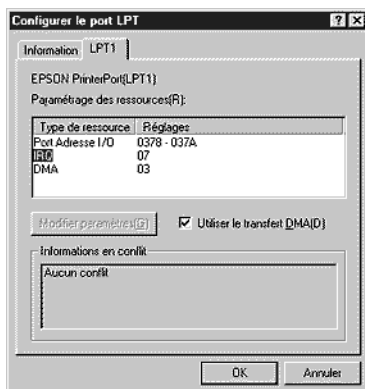 Configurer le port LPT
Information LPT1
EPSON PrinterPort(LPT1)
Paramétrage des ressources(R):
Type de ressource Réglages
Port Adresse I/O 0378 - 037A
IRQ 07
DMA 03
Modifier paramètres(G) Utiliser le transfert DMA(D)
Informations en conflit
Aucun conflit
OK Annuler